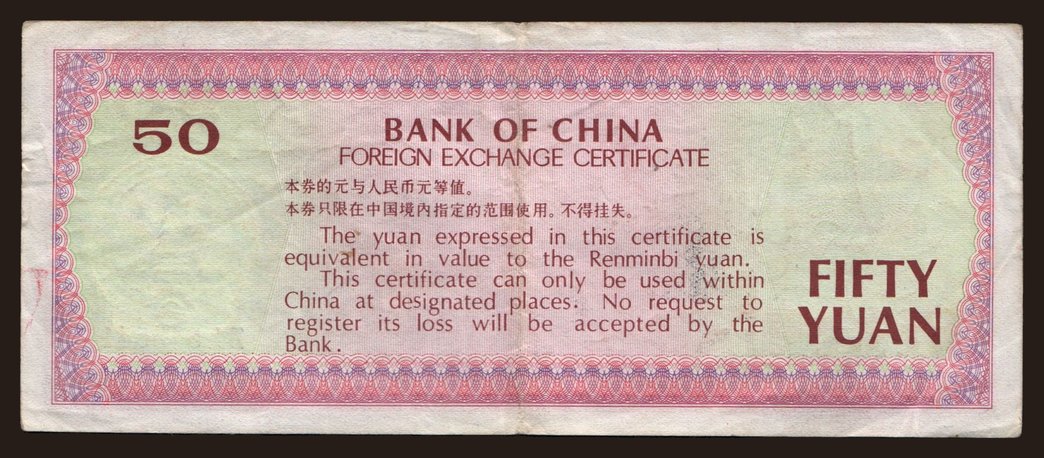 50
BANK OF CHINA
FOREIGN EXCHANGE CERTIFICATE
本券的元与人民币元等值。
本券只限在中国境内指定的范围使用。不得挂失。
The yuan expressed in this certificate is
equivalent in value to the Renminbi yuan.
This certificate can only be used within
China at designated places. No request to
register its loss will be accepted by the
Bank.
FIFTY
YUAN